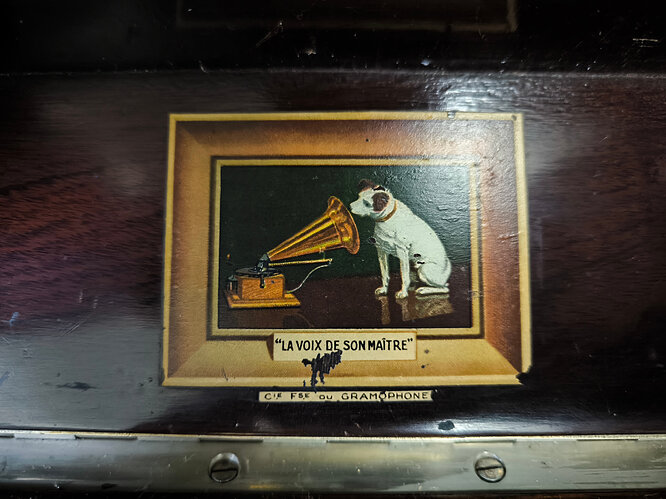 "LA VOIX DE SON MAÎTRE"
CIE FSE DU GRAMOPHONE